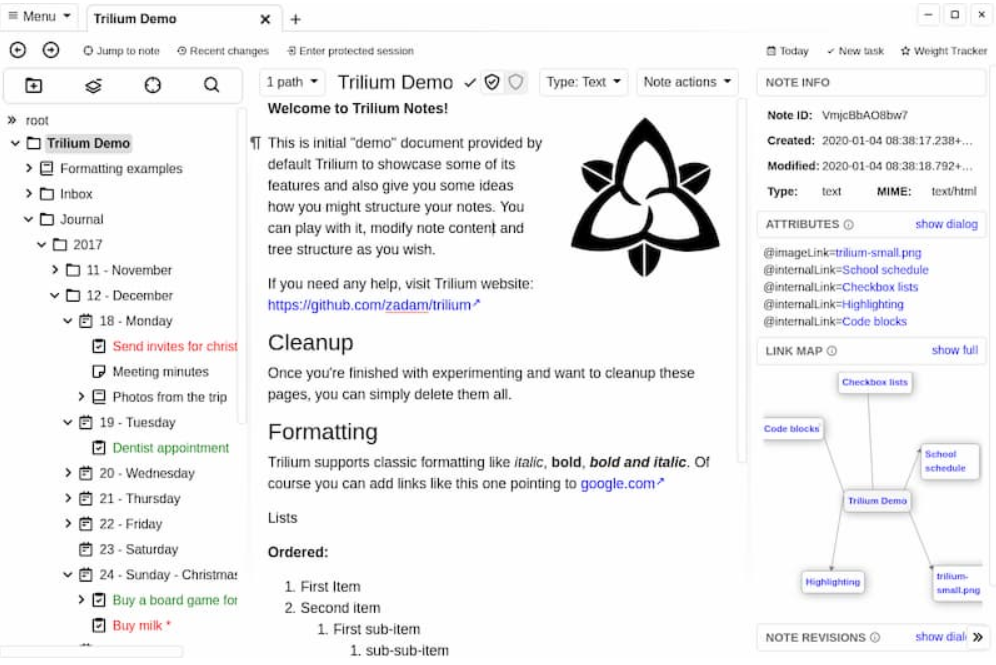 Menu
Trilium Demo
Jump to note
Recent changes
Enter protected session
Today
New task
Weight Tracker
root
Trilium Demo
Formatting examples
Inbox
Journal
2017
11 - November
12 - December
18 - Monday
Send invites for christ
Meeting minutes
Photos from the trip
19 - Tuesday
Dentist appointment
20 - Wednesday
21 - Thursday
22 - Friday
23 - Saturday
24 - Sunday - Christmas
Buy a board game for
Buy milk *
1 path
Trilium Demo
Type: Text
Note actions
Welcome to Trilium Notes!
¶ This is initial "demo" document provided by
default Trilium to showcase some of its
features and also give you some ideas
how you might structure your notes. You
can play with it, modify note content and
tree structure as you wish.
If you need any help, visit Trilium website:
https://github.com/zadam/trilium
Cleanup
Once you're finished with experimenting and want to cleanup these
pages, you can simply delete them all.
Formatting
Trilium supports classic formatting like italic, bold, bold and italic. Of
course you can add links like this one pointing to google.com
Lists
Ordered:
1. First Item
2. Second item
1. First sub-item
1. sub-sub-item
NOTE INFO
Note ID: VmjcBbAO8bw7
Created: 2020-01-04 08:38:17.238+...
Modified: 2020-01-04 08:38:18.792+...
Type: text MIME: text/html
ATTRIBUTES show dialog
@imageLink=trilium-small.png
@internalLink=School schedule
@internalLink=Checkbox lists
@internalLink=Highlighting
@internalLink=Code blocks
LINK MAP show full
Checkbox lists
Code blocks
School
schedule
Trilium Demo
Highlighting
trilium-
small.png
NOTE REVISIONS show dial